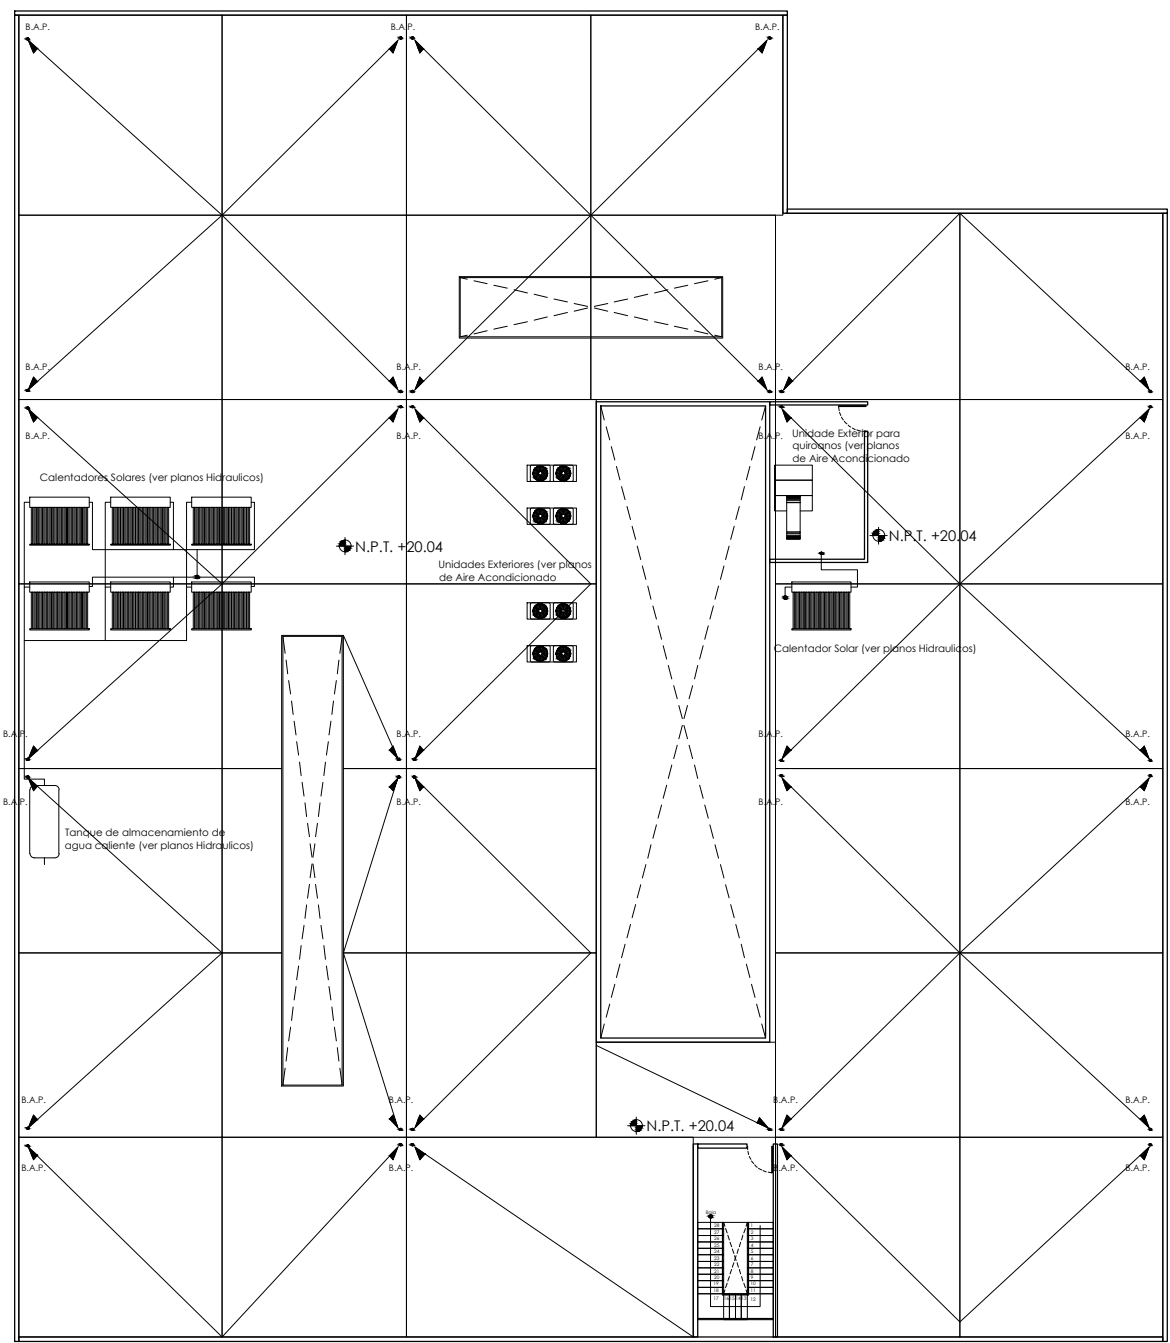 B.A.P.
B.A.P.
B.A.P.
B.A.P.
B.A.P.
B.A.P.
B.A.P.
B.A.P.
B.A.P.
B.A.P.
B.A.P.
Unidade Exterior para
quiroanos (ver planos
de Aire Acondicionado
Calentadores Solares (ver planos Hidraulicos)
N.P.T. +20.04
N.P.T. +20.04
Unidades Exteriores (ver planos
de Aire Acondicionado
Calentador Solar (ver planos Hidraulicos)
B.A.P.
B.A.P.
B.A.P.
B.A.P.
B.A.P.
B.A.P.
B.A.P.
B.A.P.
Tanque de almacenamiento de
agua caliente (ver planos Hidraulicos)
B.A.P.
B.A.P.
B.A.P.
B.A.P.
N.P.T. +20.04
B.A.P.
B.A.P.
B.A.P.
B.A.P.
Baja